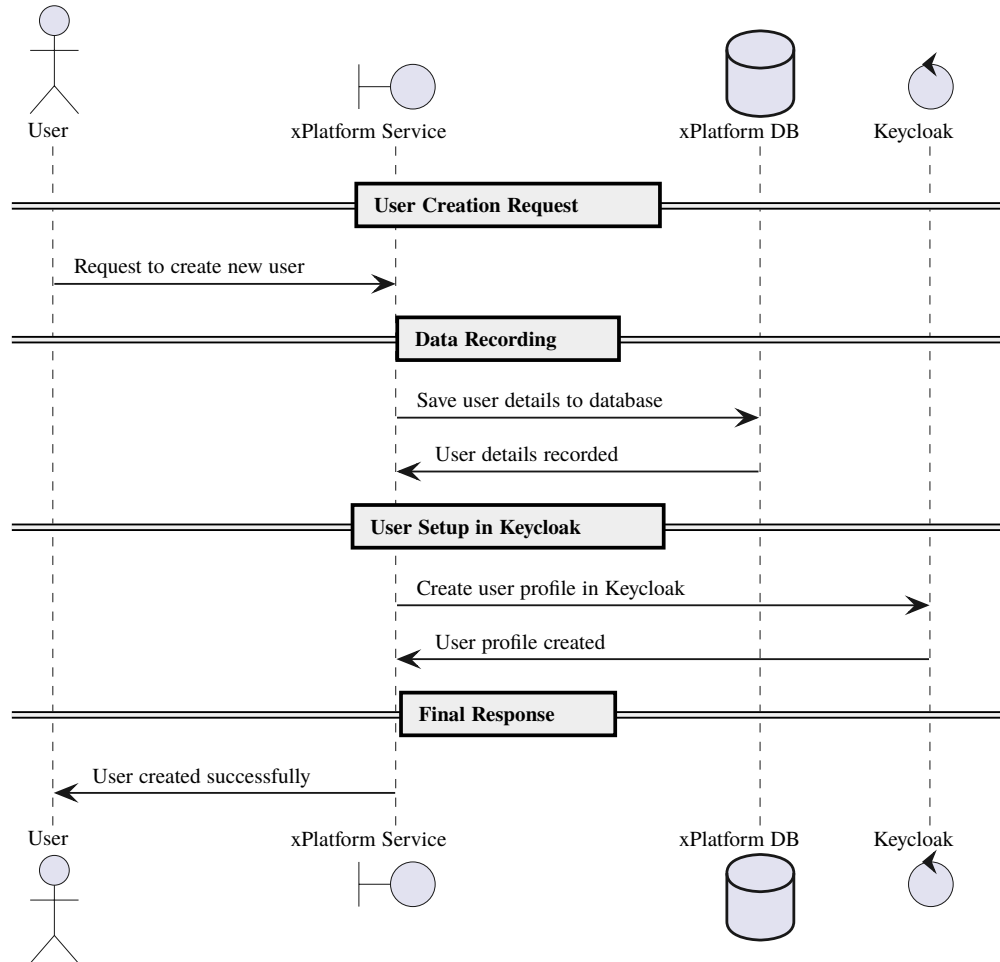 User
xPlatform Service
xPlatform DB
Keycloak
User Creation Request
Request to create new user
Data Recording
Save user details to database
User details recorded
User Setup in Keycloak
Create user profile in Keycloak
User profile created
Final Response
User created successfully
User
xPlatform Service
xPlatform DB
Keycloak